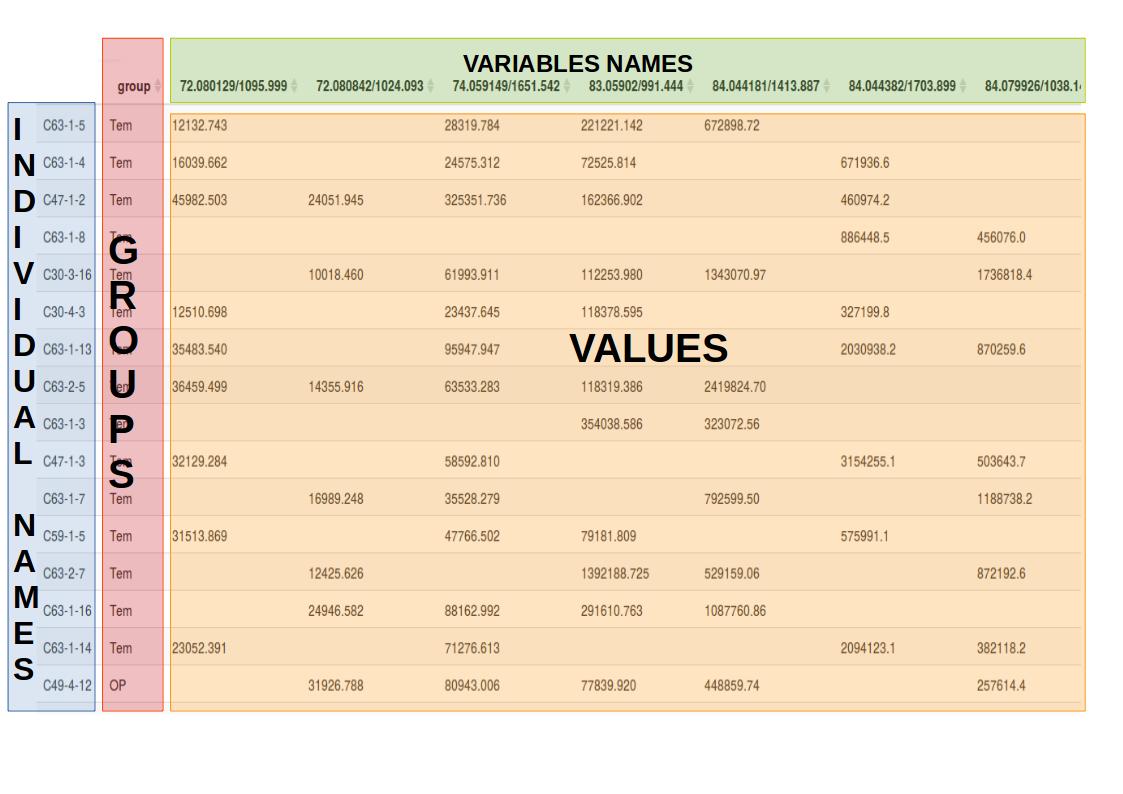 VARIABLES NAMES
group 72.080129/1095.999 72.080842/1024.093 74.059149/1651.542 83.05902/991.444 84.044181/1413.887 84.044382/1703.899 84.079926/1038.1
INDIVIDUAL NAMES
GROUPS
VALUES
C63-1-5 Tem 12132.743 28319.784 221221.142 672898.72
C63-1-4 Tem 16039.662 24575.312 72525.814 671936.6
C47-1-2 Tem 45982.503 24051.945 325351.736 162366.902 460974.2
C63-1-8 Tem 886448.5 456076.0
C30-3-16 Tem 10018.460 61993.911 112253.980 1343070.97 1736818.4
C30-4-3 Tem 12510.698 23437.645 118378.595 327199.8
C63-1-13 Tem 35483.540 95947.947 2030938.2 870259.6
C63-2-5 Tem 36459.499 14355.916 63533.283 118319.386 2419824.70
C63-1-3 Tem 354038.586 323072.56
C47-1-3 Tem 32129.284 58592.810 3154255.1 503643.7
C63-1-7 Tem 16989.248 35528.279 792599.50 1188738.2
C59-1-5 Tem 31513.869 47766.502 79181.809 575991.1
C63-2-7 Tem 12425.626 1392188.725 529159.06 872192.6
C63-1-16 Tem 24946.582 88162.992 291610.763 1087760.86
C63-1-14 Tem 23052.391 71276.613 2094123.1 382118.2
C49-4-12 OP 31926.788 80943.006 77839.920 448859.74 257614.4